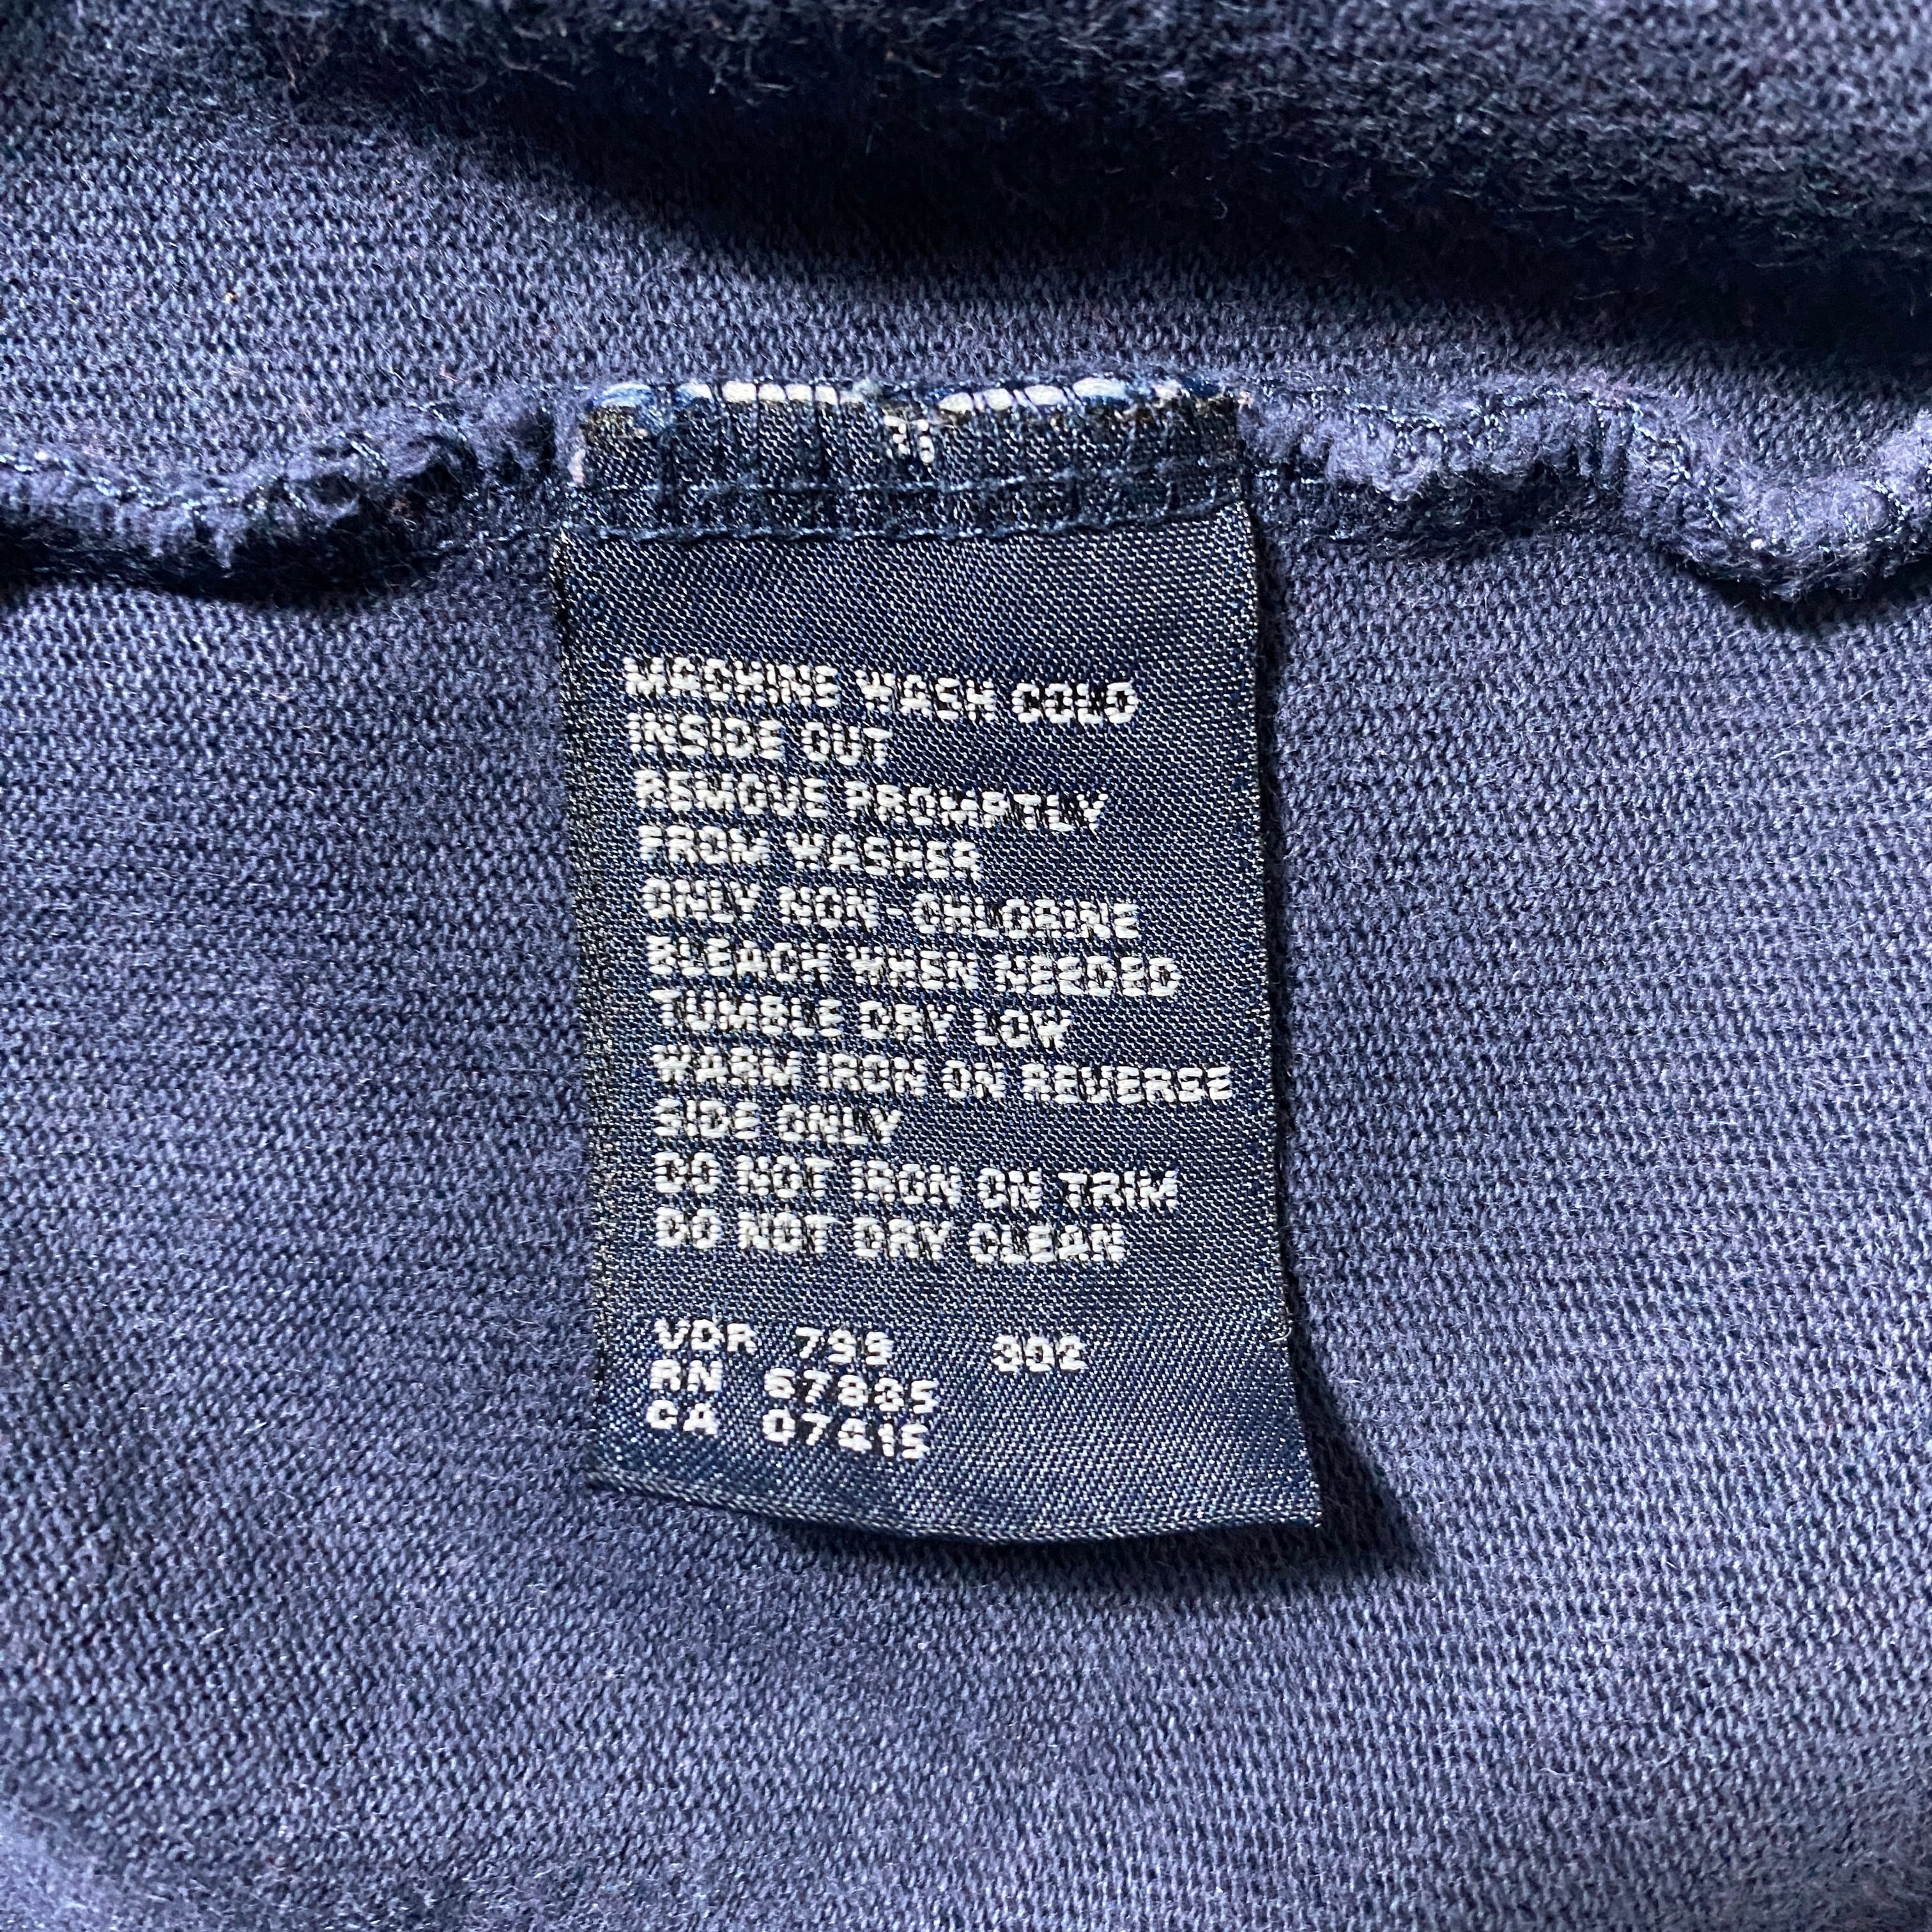 MACHINE WASH COLD
INSIDE OUT
REMOVE PROMPTLY
FROM WASHER
ONLY NON-CHLORINE
BLEACH WHEN NEEDED
TUMBLE DRY LOW
WARM IRON ON REVERSE
SIDE ONLY
DO NOT IRON ON TRIM
DO NOT DRY CLEAN
VDR 799 302
RN 67835
CA 07415